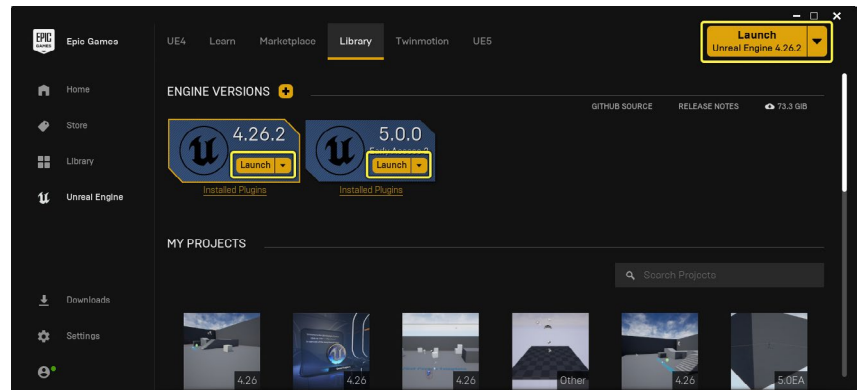 EPIC
GAMES
Epic Games
UE4 Learn Marketplace Library Twinmotion UE5
Launch
Unreal Engine 4.26.2
Home
Store
Library
Unreal Engine
Downloads
Settings
ENGINE VERSIONS
GITHUB SOURCE RELEASE NOTES 73.3 GIB
4.26.2
Launch
Installed Plugins
5.0.0
Early Access 2
Launch
Installed Plugins
MY PROJECTS
Search Projects
4.26
4.26
4.26
Other
4.26
5.0EA